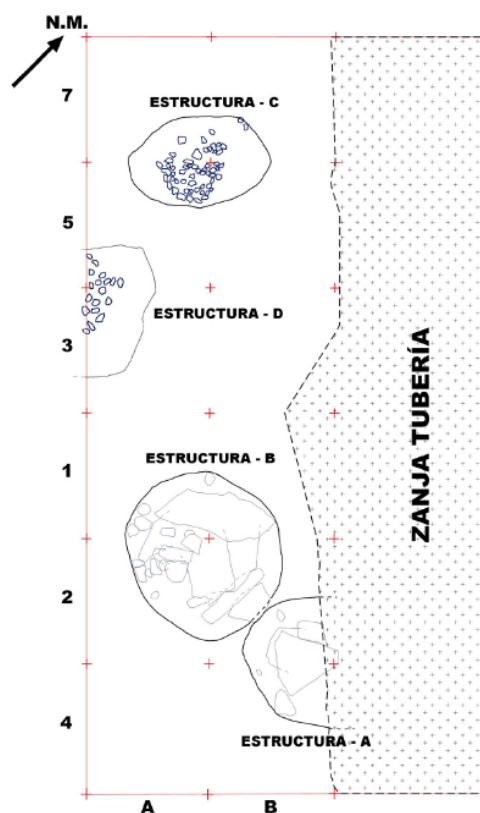 N.M.
7
ESTRUCTURA - C
5
ESTRUCTURA - D
3
ZANJA TUBERÍA
ESTRUCTURA - B
1
2
4
ESTRUCTURA - A
A
B